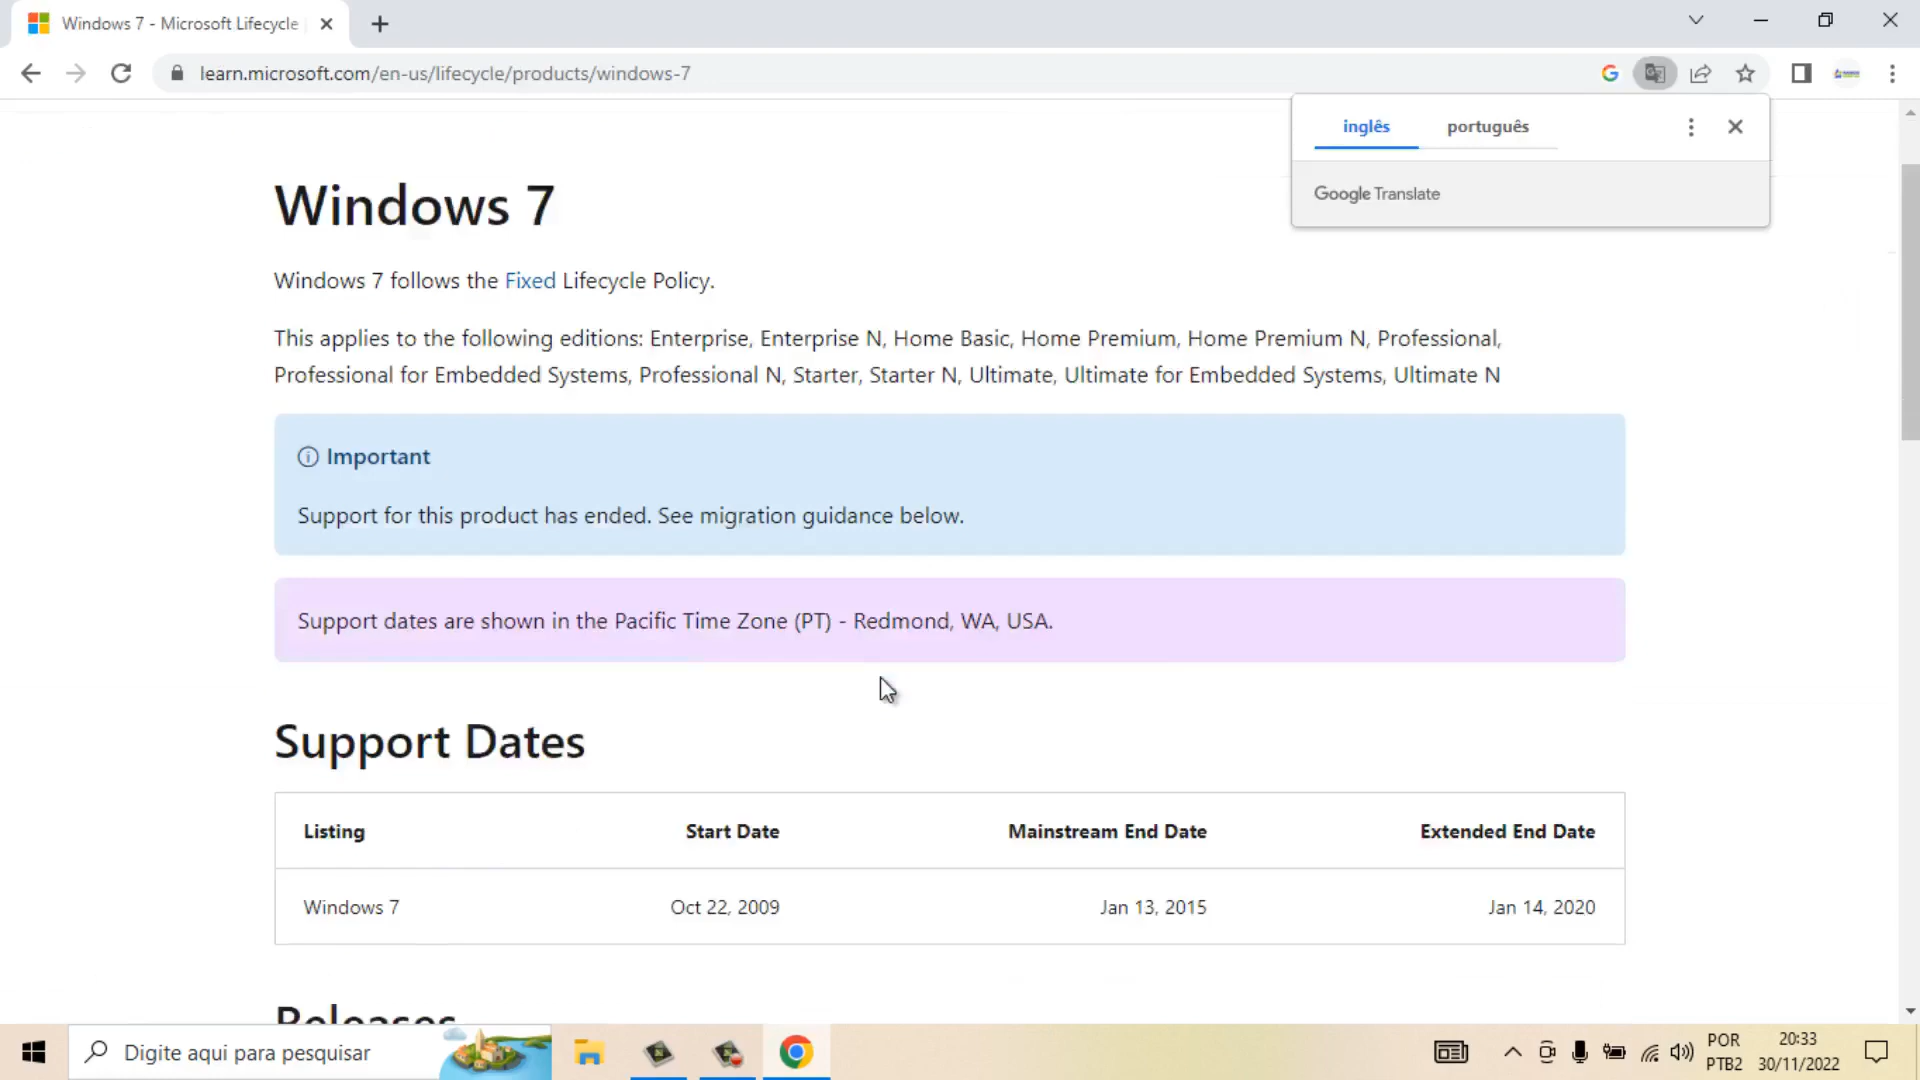 Windows 7 - Microsoft Lifecycle
learn.microsoft.com/en-us/lifecycle/products/windows-7
inglês português
Google Translate
Windows 7
Windows 7 follows the Fixed Lifecycle Policy.
This applies to the following editions: Enterprise, Enterprise N, Home Basic, Home Premium, Home Premium N, Professional,
Professional for Embedded Systems, Professional N, Starter, Starter N, Ultimate, Ultimate for Embedded Systems, Ultimate N
Important
Support for this product has ended. See migration guidance below.
Support dates are shown in the Pacific Time Zone (PT) - Redmond, WA, USA.
Support Dates
Listing Start Date Mainstream End Date Extended End Date
Windows 7 Oct 22, 2009 Jan 13, 2015 Jan 14, 2020
Releases
Digite aqui para pesquisar
POR 20:33
PTB2 30/11/2022